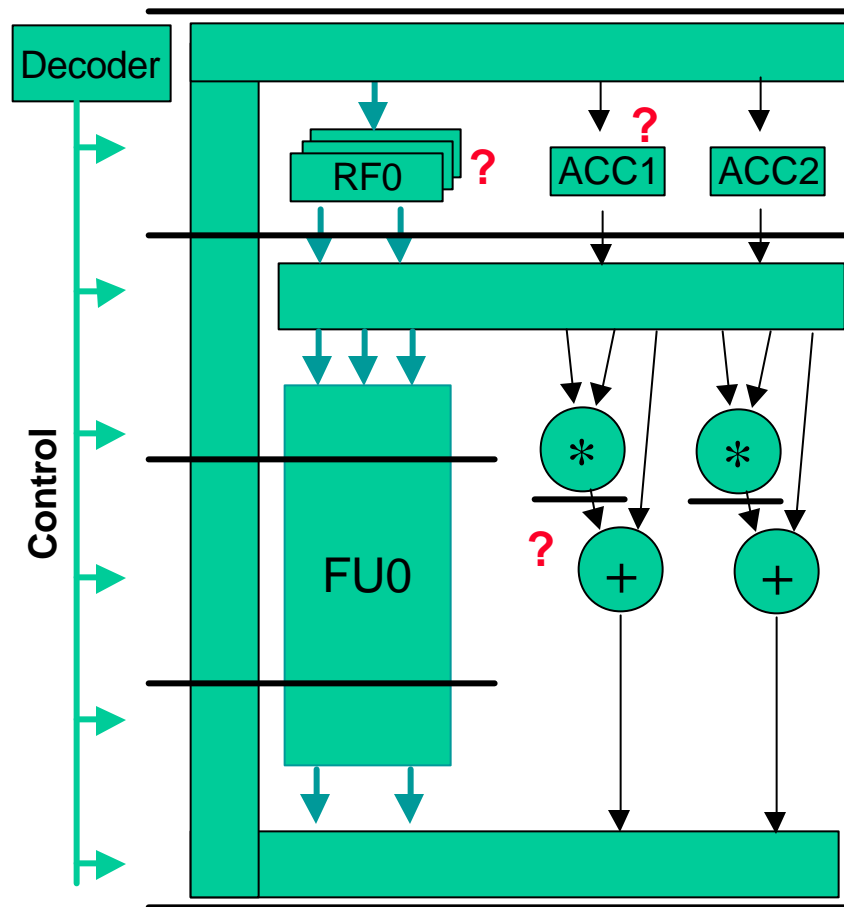 Decoder
?
RF0
?
ACC1
ACC2
Control
*
*
?
FU0
+
+